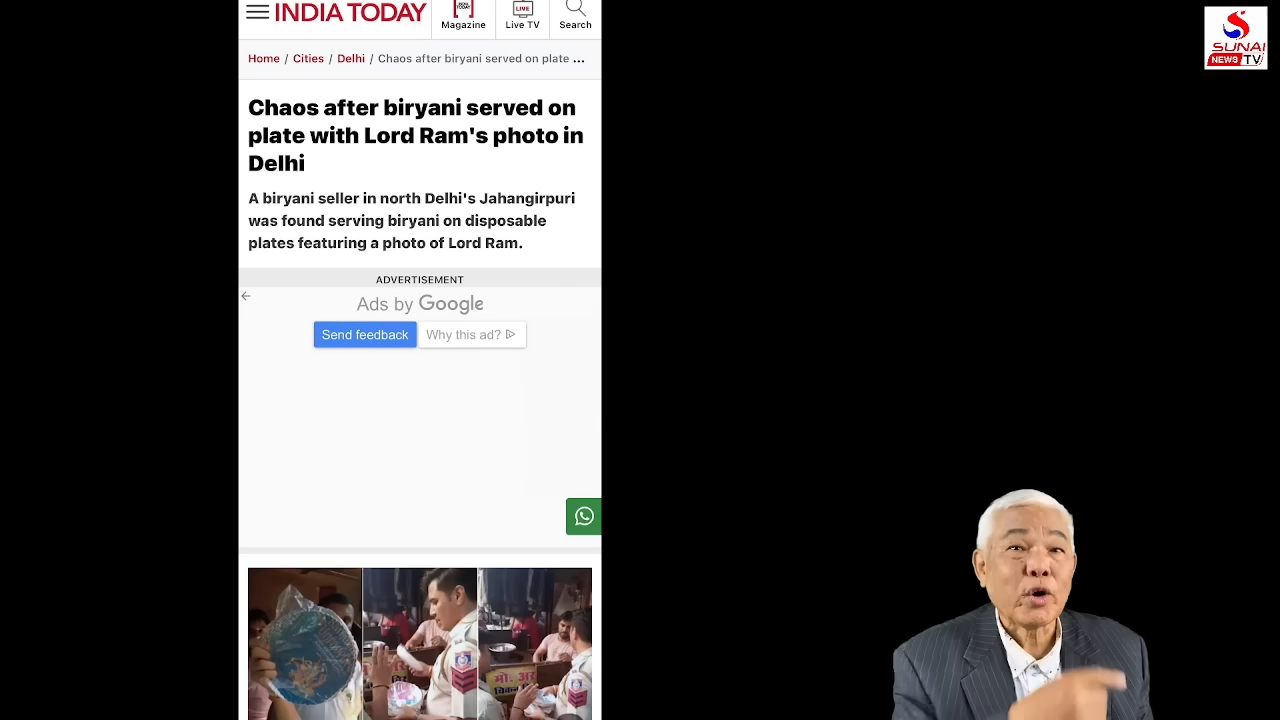 INDIA TODAY
Magazine
LIVE
Live TV
Search
Home / Cities / Delhi / Chaos after biryani served on plate ...
Chaos after biryani served on
plate with Lord Ram's photo in
Delhi
A biryani seller in north Delhi's Jahangirpuri
was found serving biryani on disposable
plates featuring a photo of Lord Ram.
ADVERTISEMENT
Ads by Google
Send feedback
Why this ad?
मो.
चिकन
SUNAI
NEWS TV